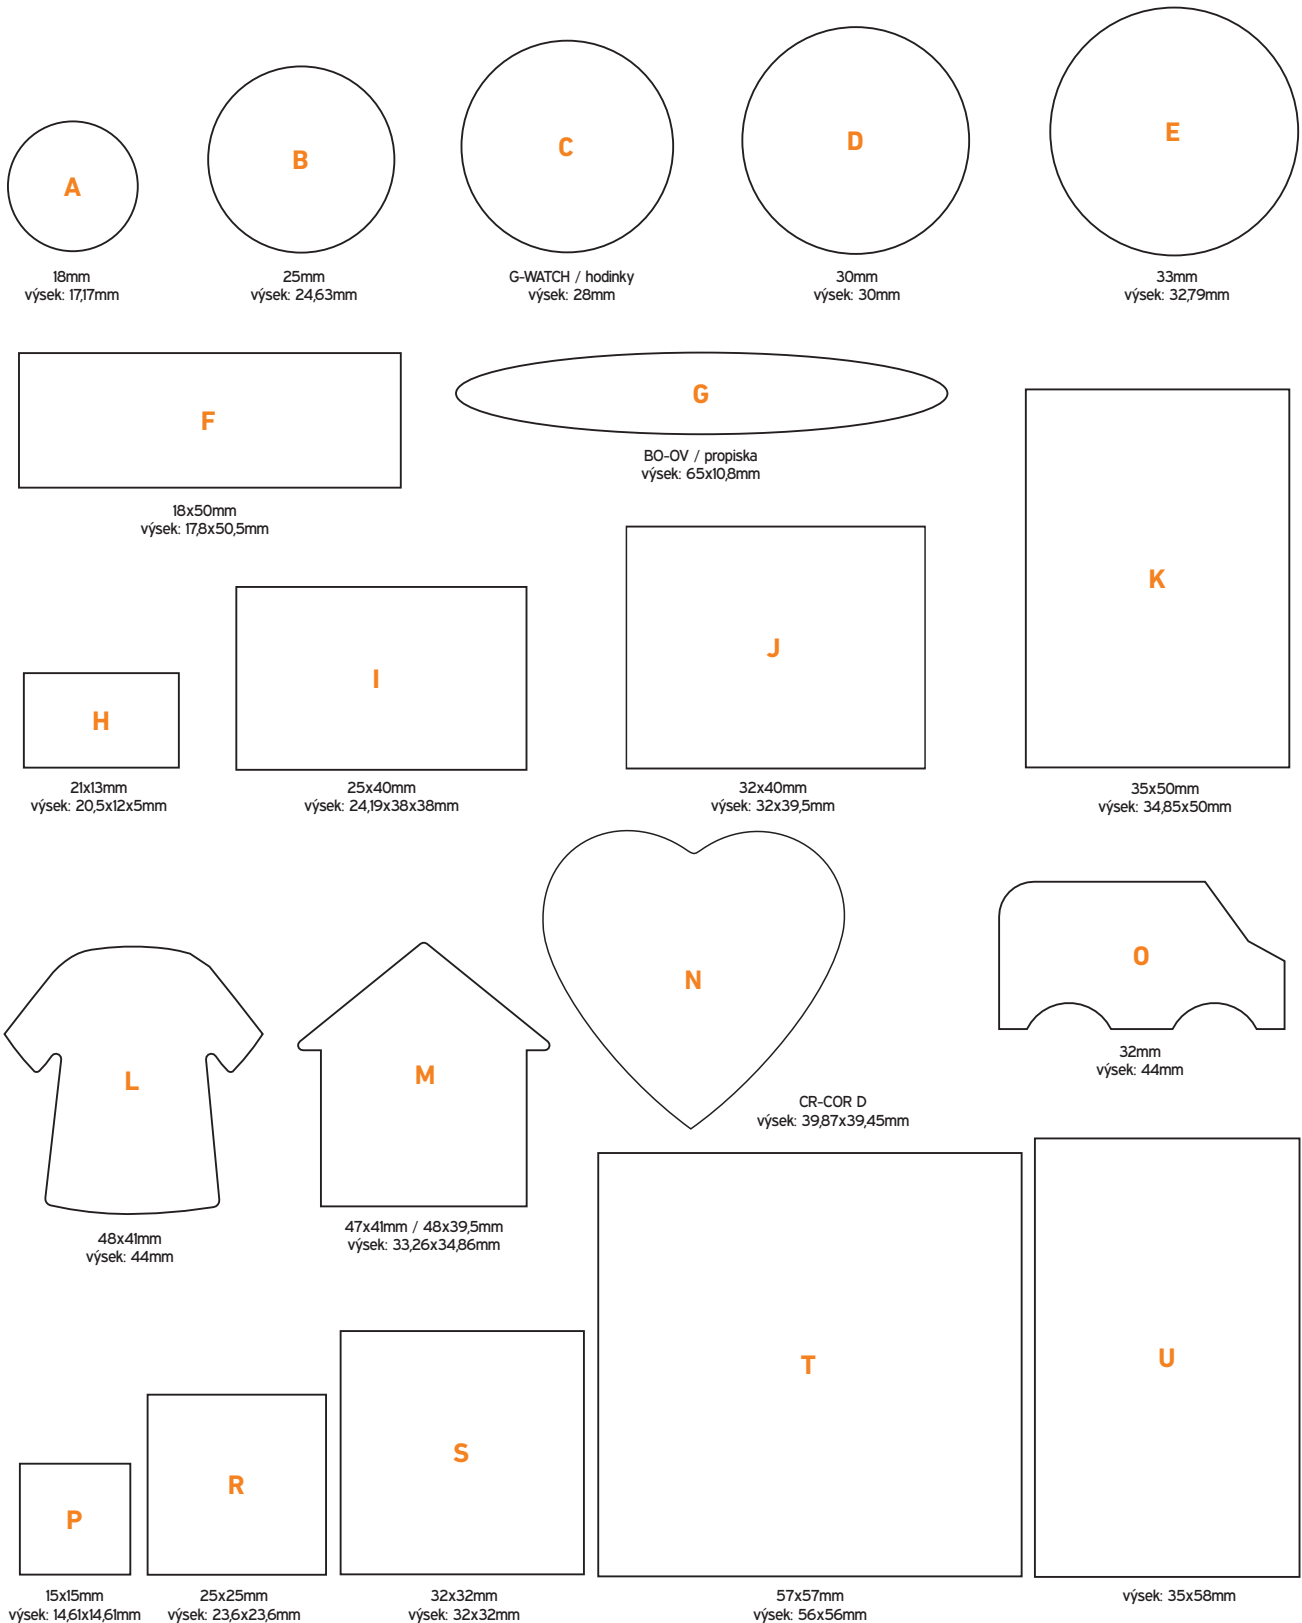 A
B
C
D
E
18mm
výsek: 17,17mm
25mm
výsek: 24,63mm
G-WATCH / hodinky
výsek: 28mm
30mm
výsek: 30mm
33mm
výsek: 32,79mm
F
G
K
18x50mm
výsek: 17,8x50,5mm
BO-OV / propiska
výsek: 65x10,8mm
H
I
J
21x13mm
výsek: 20,5x12x5mm
25x40mm
výsek: 24,19x38x38mm
32x40mm
výsek: 32x39,5mm
35x50mm
výsek: 34,85x50mm
L
M
N
O
32mm
výsek: 44mm
CR-COR D
výsek: 39,87x39,45mm
48x41mm
výsek: 44mm
47x41mm / 48x39,5mm
výsek: 33,26x34,86mm
P
R
S
T
U
15x15mm
výsek: 14,61x14,61mm
25x25mm
výsek: 23,6x23,6mm
32x32mm
výsek: 32x32mm
57x57mm
výsek: 56x56mm
výsek: 35x58mm